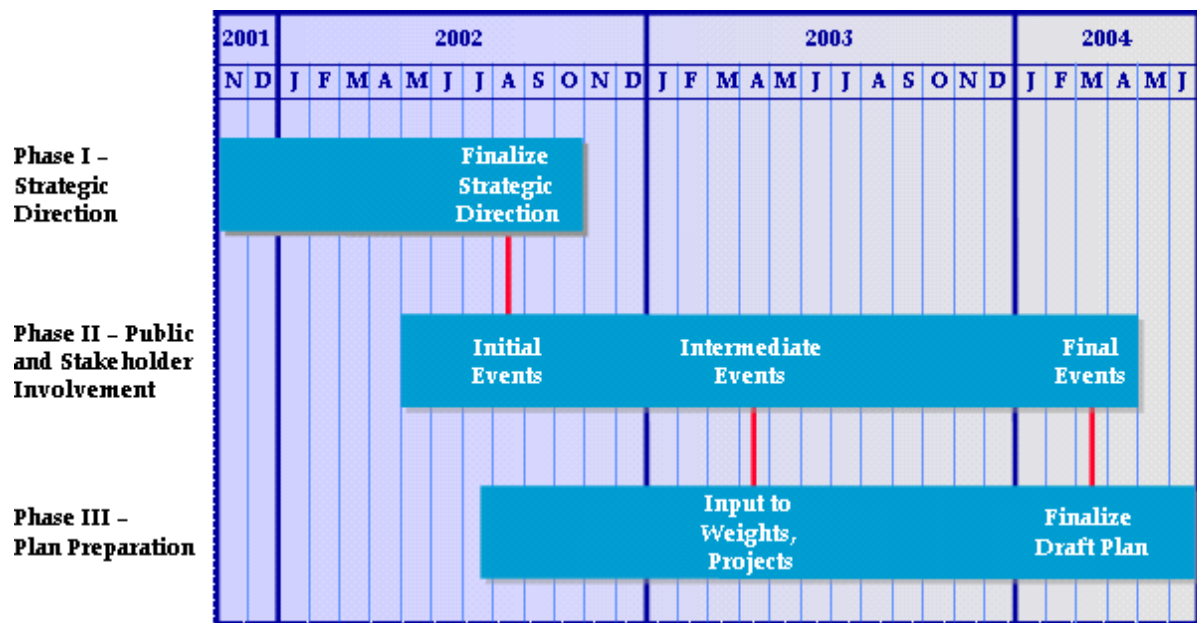 2001 2002 2003 2004
N D J F M A M J J A S O N D J F M A M J J A S O N D J F M A M J
Phase I –
Strategic
Direction
Finalize
Strategic
Direction
Phase II – Public
and Stakeholder
Involvement
Initial
Events
Intermediate
Events
Final
Events
Phase III –
Plan Preparation
Input to
Weights,
Projects
Finalize
Draft Plan